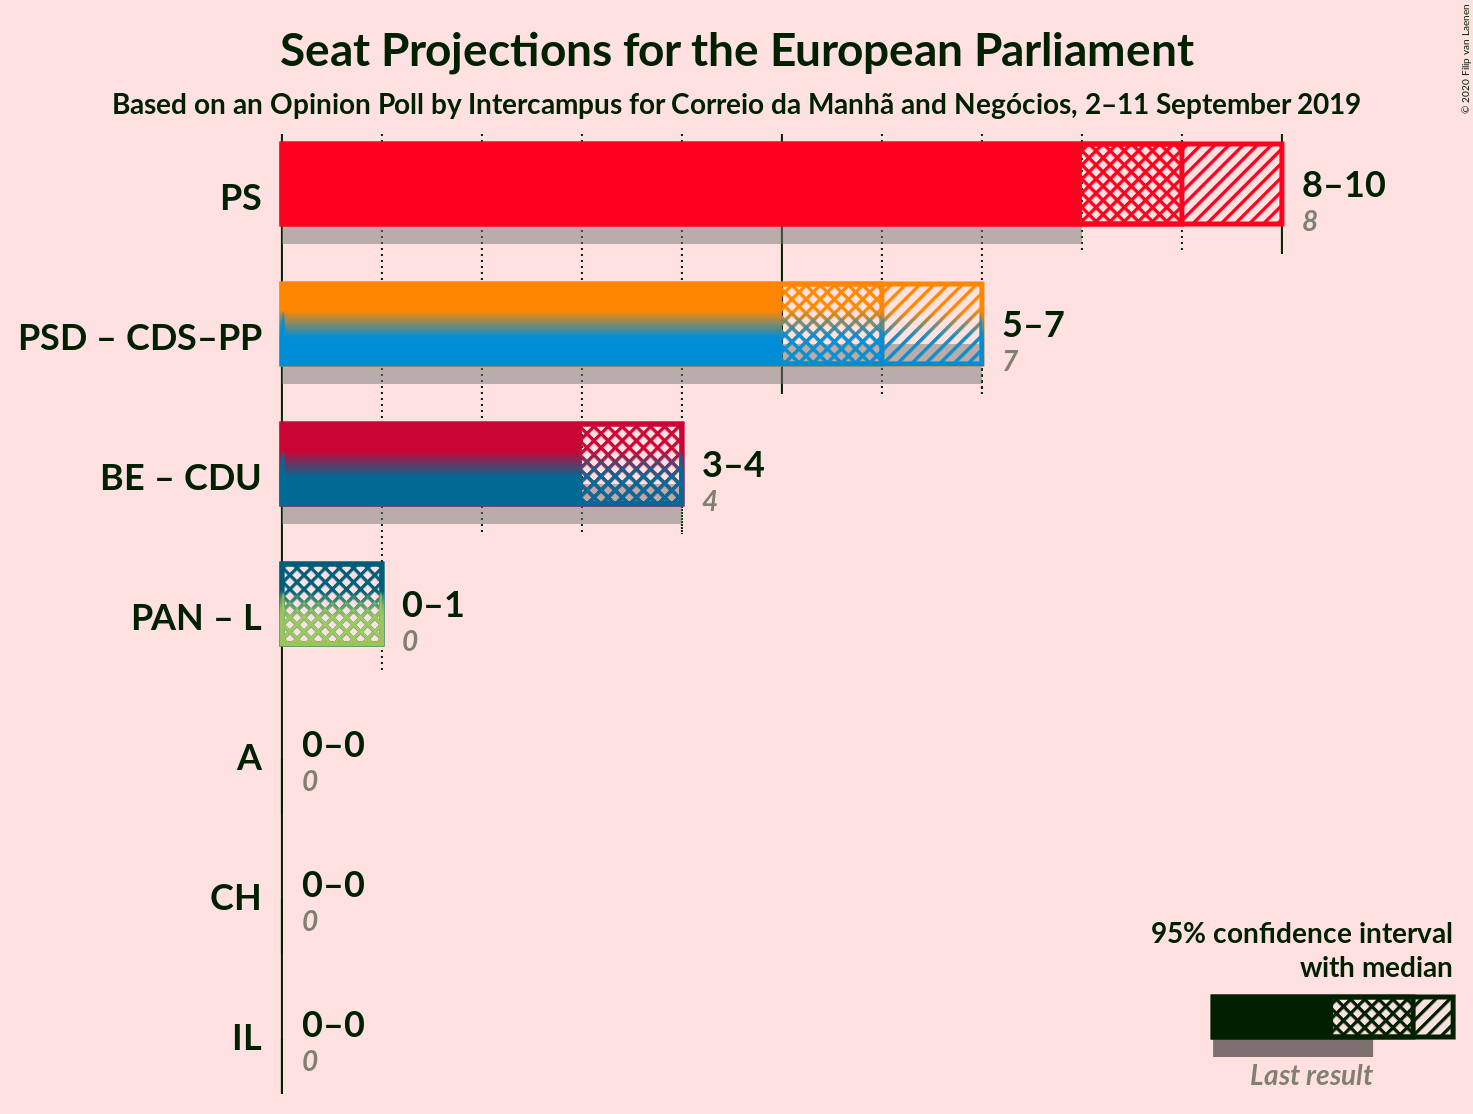 Seat Projections for the European Parliament
Based on an Opinion Poll by Intercampus for Correio da Manhã and Negócios, 2–11 September 2019
© 2020 Filip van Laenen
PS
8–10
8
PSD – CDS–PP
5–7
7
BE – CDU
3–4
4
PAN – L
0–1
0
A
0–0
0
CH
0–0
0
IL
0–0
0
95% confidence interval
with median
Last result